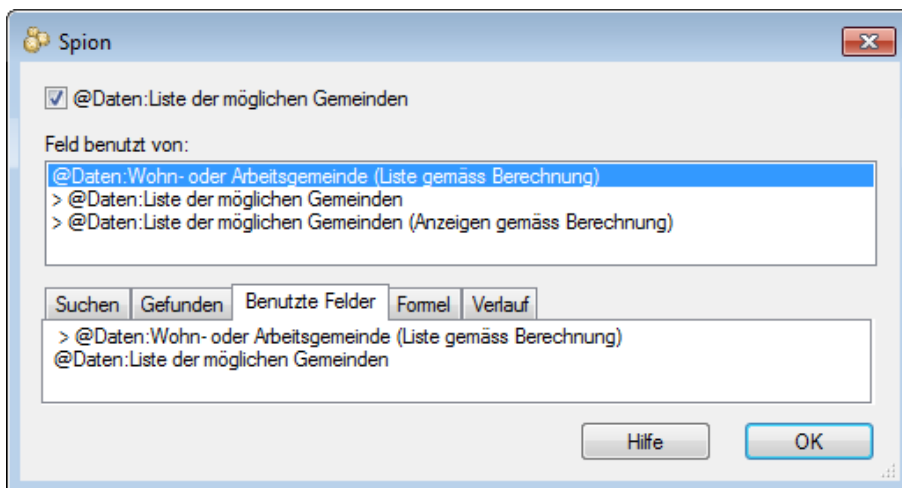 Spion
@Daten:Liste der möglichen Gemeinden
Feld benutzt von:
@Daten:Wohn- oder Arbeitsgemeinde (Liste gemäss Berechnung)
> @Daten:Liste der möglichen Gemeinden
> @Daten:Liste der möglichen Gemeinden (Anzeigen gemäss Berechnung)
Suchen Gefunden Benutzte Felder Formel Verlauf
> @Daten:Wohn- oder Arbeitsgemeinde (Liste gemäss Berechnung)
@Daten:Liste der möglichen Gemeinden
Hilfe OK